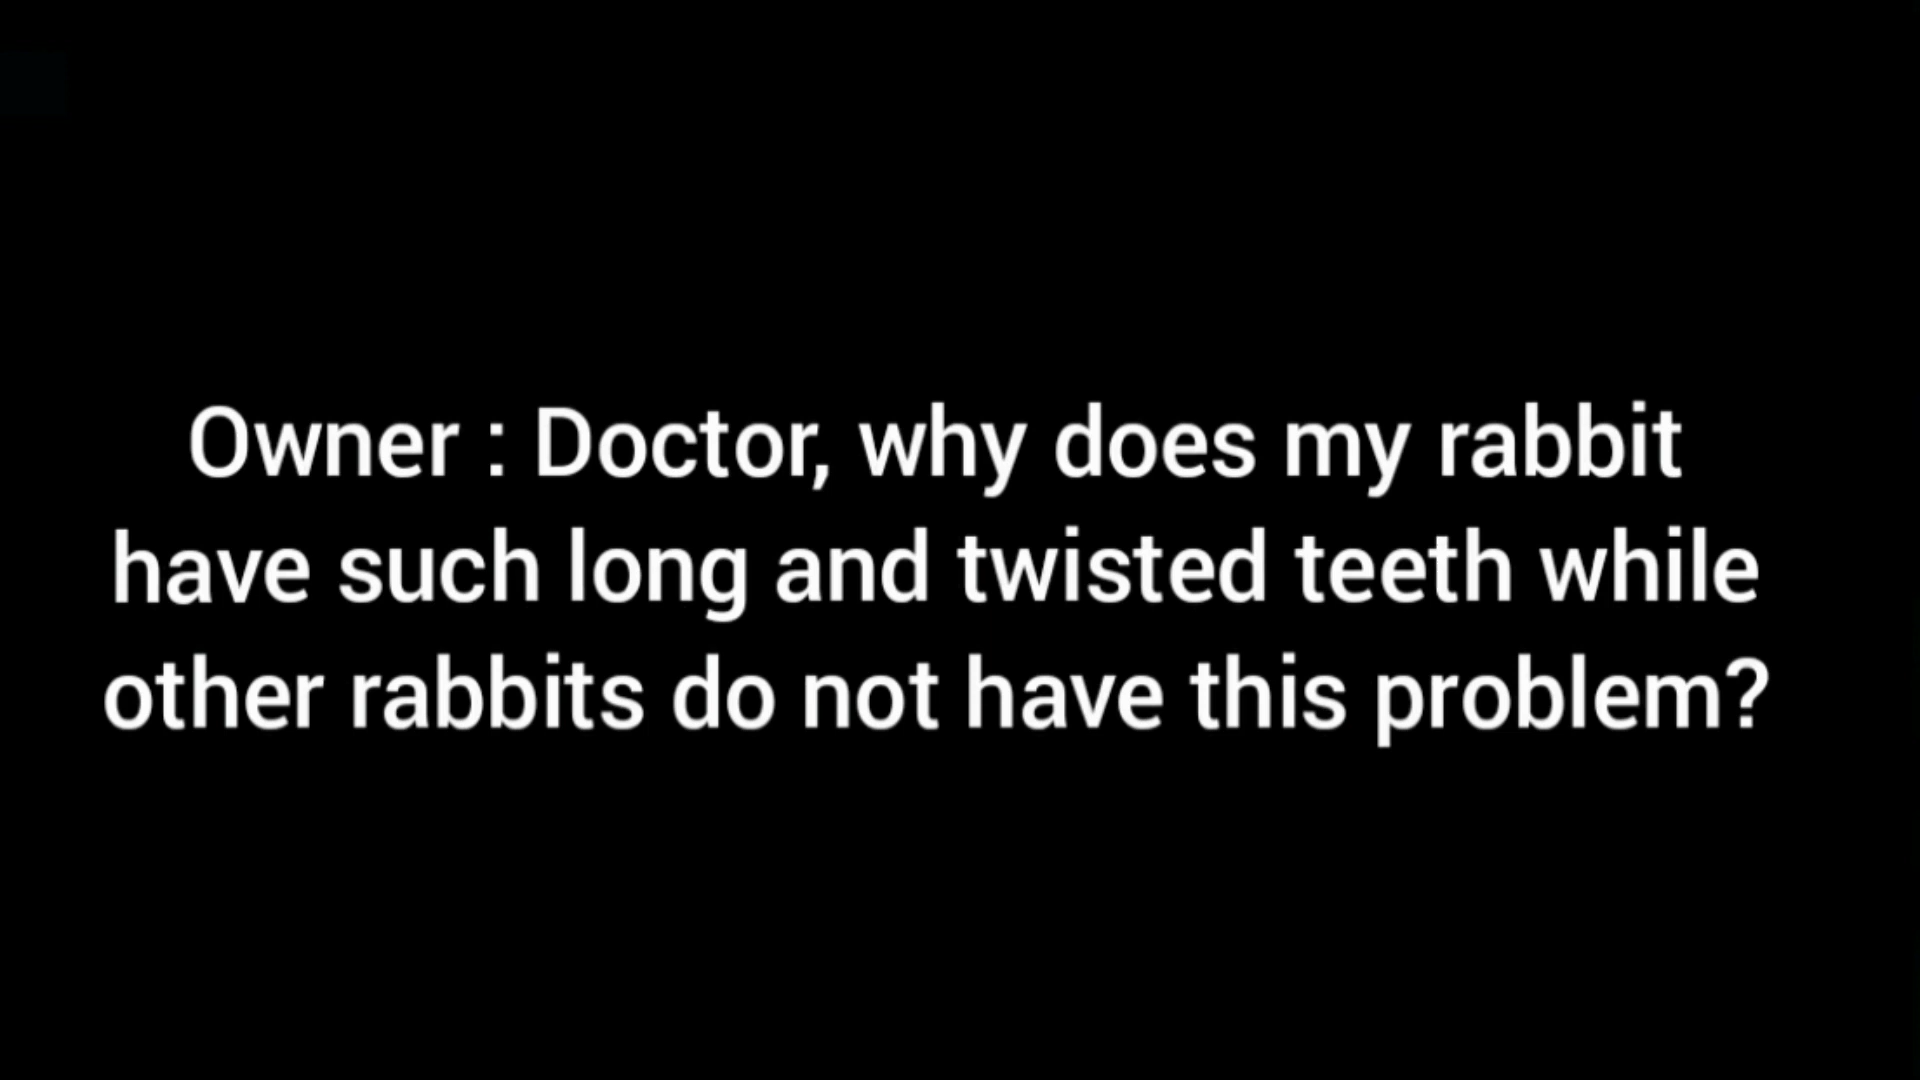 Owner : Doctor, why does my rabbit
have such long and twisted teeth while
other rabbits do not have this problem?